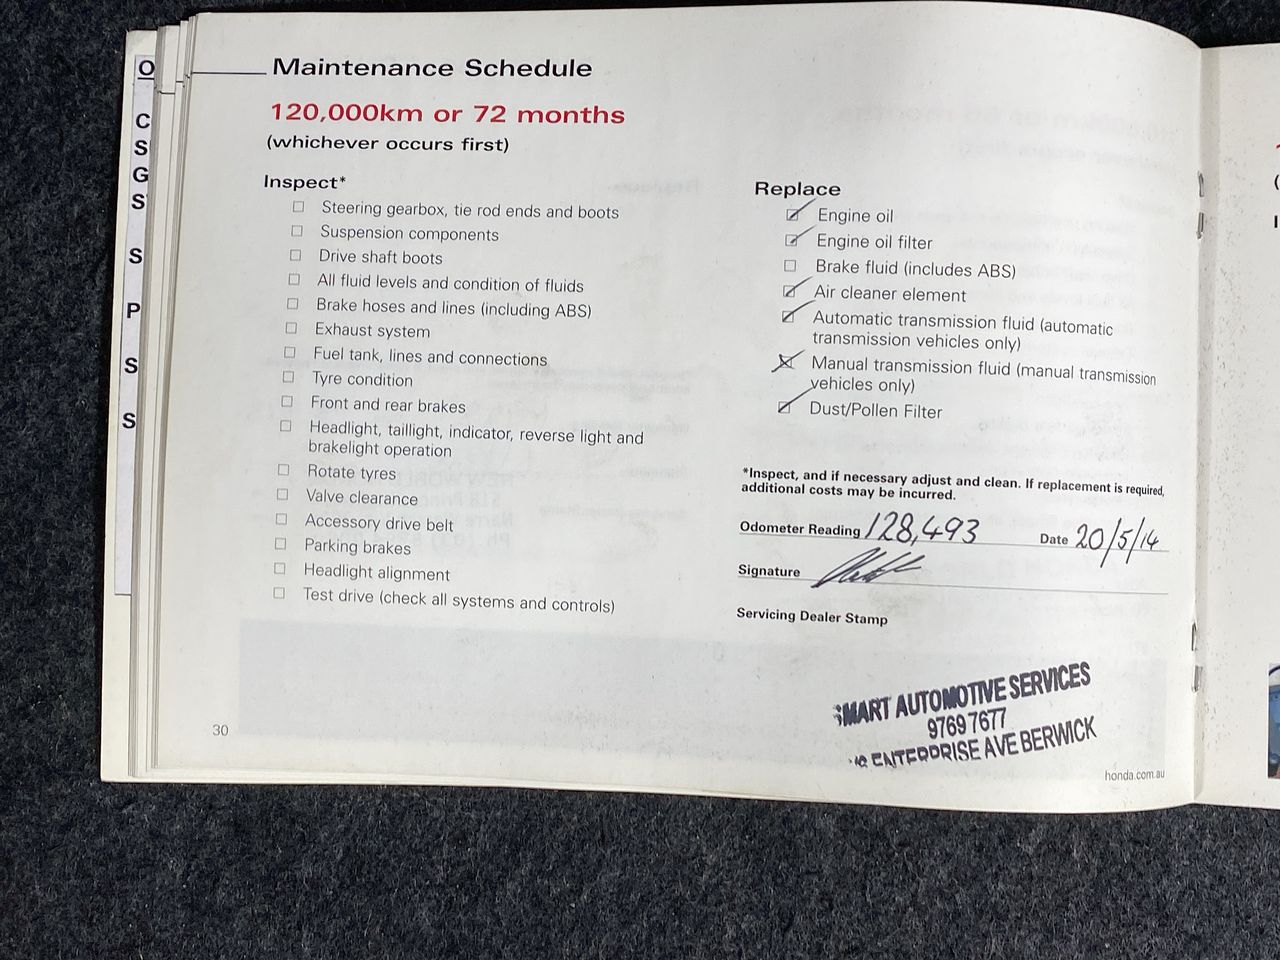 O
C
S
G
S
S
P
S
S
Maintenance Schedule
120,000km or 72 months
(whichever occurs first)
Inspect*
☐ Steering gearbox, tie rod ends and boots
☐ Suspension components
☐ Drive shaft boots
☐ All fluid levels and condition of fluids
☐ Brake hoses and lines (including ABS)
☐ Exhaust system
☐ Fuel tank, lines and connections
☐ Tyre condition
☐ Front and rear brakes
☐ Headlight, taillight, indicator, reverse light and
brakelight operation
☐ Rotate tyres
☐ Valve clearance
☐ Accessory drive belt
☐ Parking brakes
☐ Headlight alignment
☐ Test drive (check all systems and controls)
30
Replace
☑ Engine oil
☑ Engine oil filter
☐ Brake fluid (includes ABS)
☑ Air cleaner element
☑ Automatic transmission fluid (automatic
transmission vehicles only)
☒ Manual transmission fluid (manual transmission
vehicles only)
☑ Dust/Pollen Filter
*Inspect, and if necessary adjust and clean. If replacement is required,
additional costs may be incurred.
Odometer Reading 128,493 Date 20/5/14
Signature
Servicing Dealer Stamp
SMART AUTOMOTIVE SERVICES
9769 7677
ENTERPRISE AVE BERWICK
honda.com.au